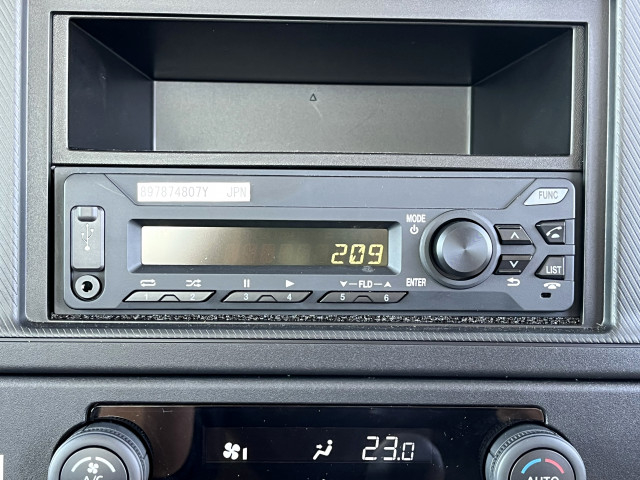 897874807Y JPN
FUNC
MODE
209
ENTER
LIST
1 2 3 4 5 6
FLD
23.0
A/C
AUTO